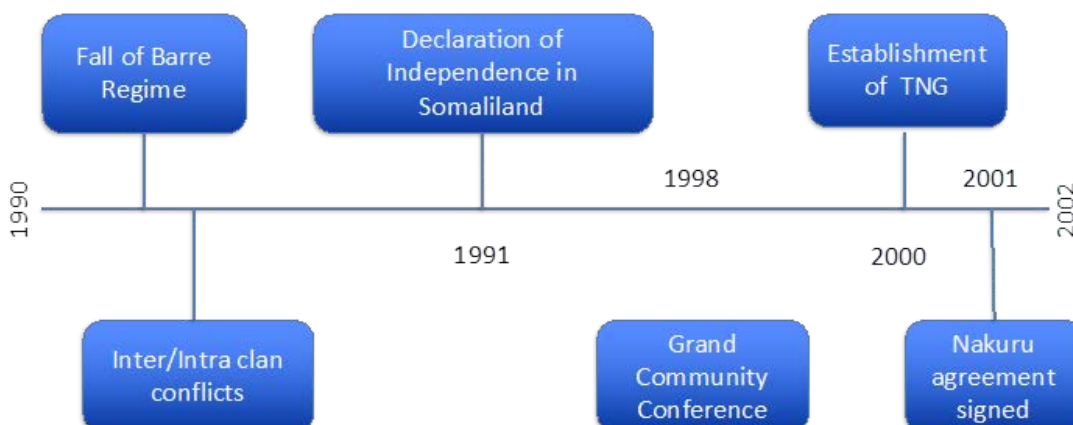 Fall of Barre
Regime
Declaration of
Independence in
Somaliland
Establishment
of TNG
1990
1998
2001
2002
1991
2000
Inter/Intra clan
conflicts
Grand
Community
Conference
Nakuru
agreement
signed